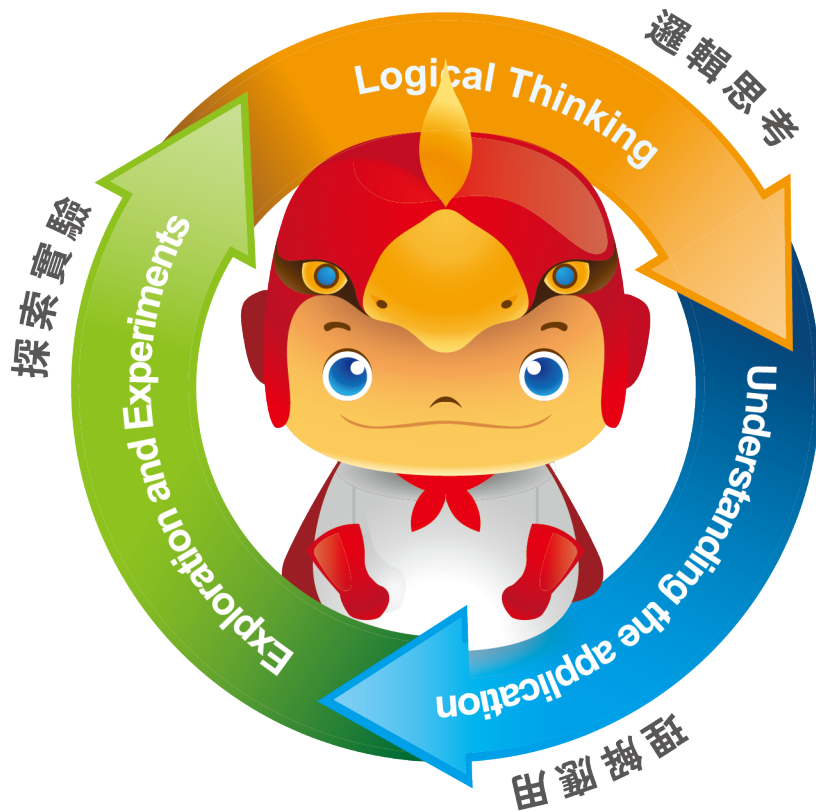 Logical Thinking
邏輯思考
Understanding the application
理解應用
Exploration and Experiments
探索實驗